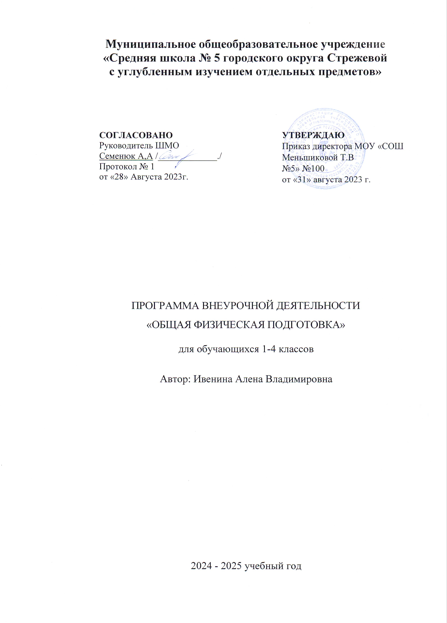 Муниципальное общеобразовательное учреждение
«Средняя школа № 5 городского округа Стрежевой
с углубленным изучением отдельных предметов»
СОГЛАСОВАНО
Руководитель ШМО
Семенюк А.А /_______________./
Протокол № 1
от «28» Августа 2023г.
УТВЕРЖДАЮ
Приказ директора МОУ «СОШ
Меньшиковой Т.В
№5» №100
от «31» августа 2023 г.
ПРОГРАММА ВНЕУРОЧНОЙ ДЕЯТЕЛЬНОСТИ
«ОБЩАЯ ФИЗИЧЕСКАЯ ПОДГОТОВКА»
для обучающихся 1-4 классов
Автор: Ивенина Алена Владимировна
2024 - 2025 учебный год